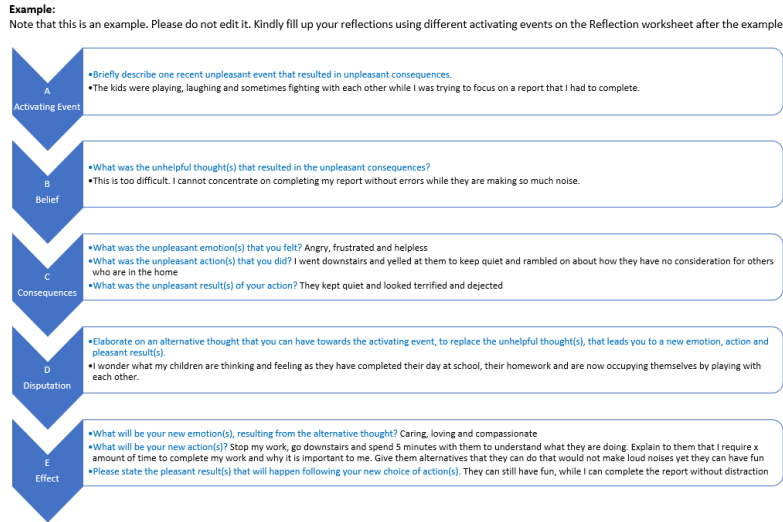 Example:
Note that this is an example. Please do not edit it. Kindly fill up your reflections using different activating events on the Reflection worksheet after the example
A
Activating Event
•Briefly describe one recent unpleasant event that resulted in unpleasant consequences.
•The kids were playing, laughing and sometimes fighting with each other while I was trying to focus on a report that I had to complete.
B
Belief
•What was the unhelpful thought(s) that resulted in the unpleasant consequences?
•This is too difficult. I cannot concentrate on completing my report without errors while they are making so much noise.
C
Consequences
•What was the unpleasant emotion(s) that you felt? Angry, frustrated and helpless
•What was the unpleasant action(s) that you did? I went downstairs and yelled at them to keep quiet and rambled on about how they have no consideration for others
who are in the home
•What was the unpleasant result(s) of your action? They kept quiet and looked terrified and dejected
D
Disputation
•Elaborate on an alternative thought that you can have towards the activating event, to replace the unhelpful thought(s), that leads you to a new emotion, action and
pleasant result(s).
•I wonder what my children are thinking and feeling as they have completed their day at school, their homework and are now occupying themselves by playing with
each other.
E
Effect
•What will be your new emotion(s), resulting from the alternative thought? Caring, loving and compassionate
•What will be your new action(s)? Stop my work, go downstairs and spend 5 minutes with them to understand what they are doing. Explain to them that I require x
amount of time to complete my work and why it is important to me. Give them alternatives that they can do that would not make loud noises yet they can have fun
•Please state the pleasant result(s) that will happen following your new choice of action(s). They can still have fun, while I can complete the report without distraction